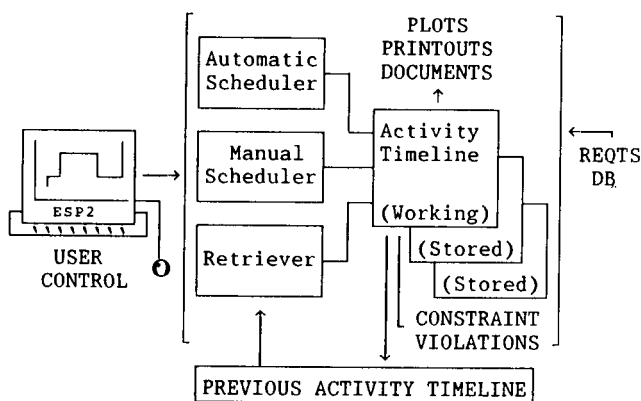 PLOTS
PRINTOUTS
DOCUMENTS
Automatic
Scheduler
Activity
Timeline
(Working)
(Stored)
(Stored)
Manual
Scheduler
Retriever
REQTS
DB
ESP2
USER
CONTROL
CONSTRAINT
VIOLATIONS
PREVIOUS ACTIVITY TIMELINE